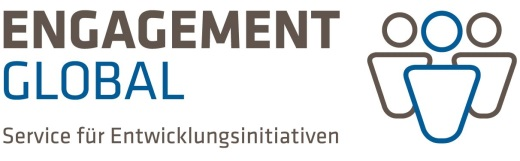 ENGAGEMENT
GLOBAL
Service für Entwicklungsinitiativen